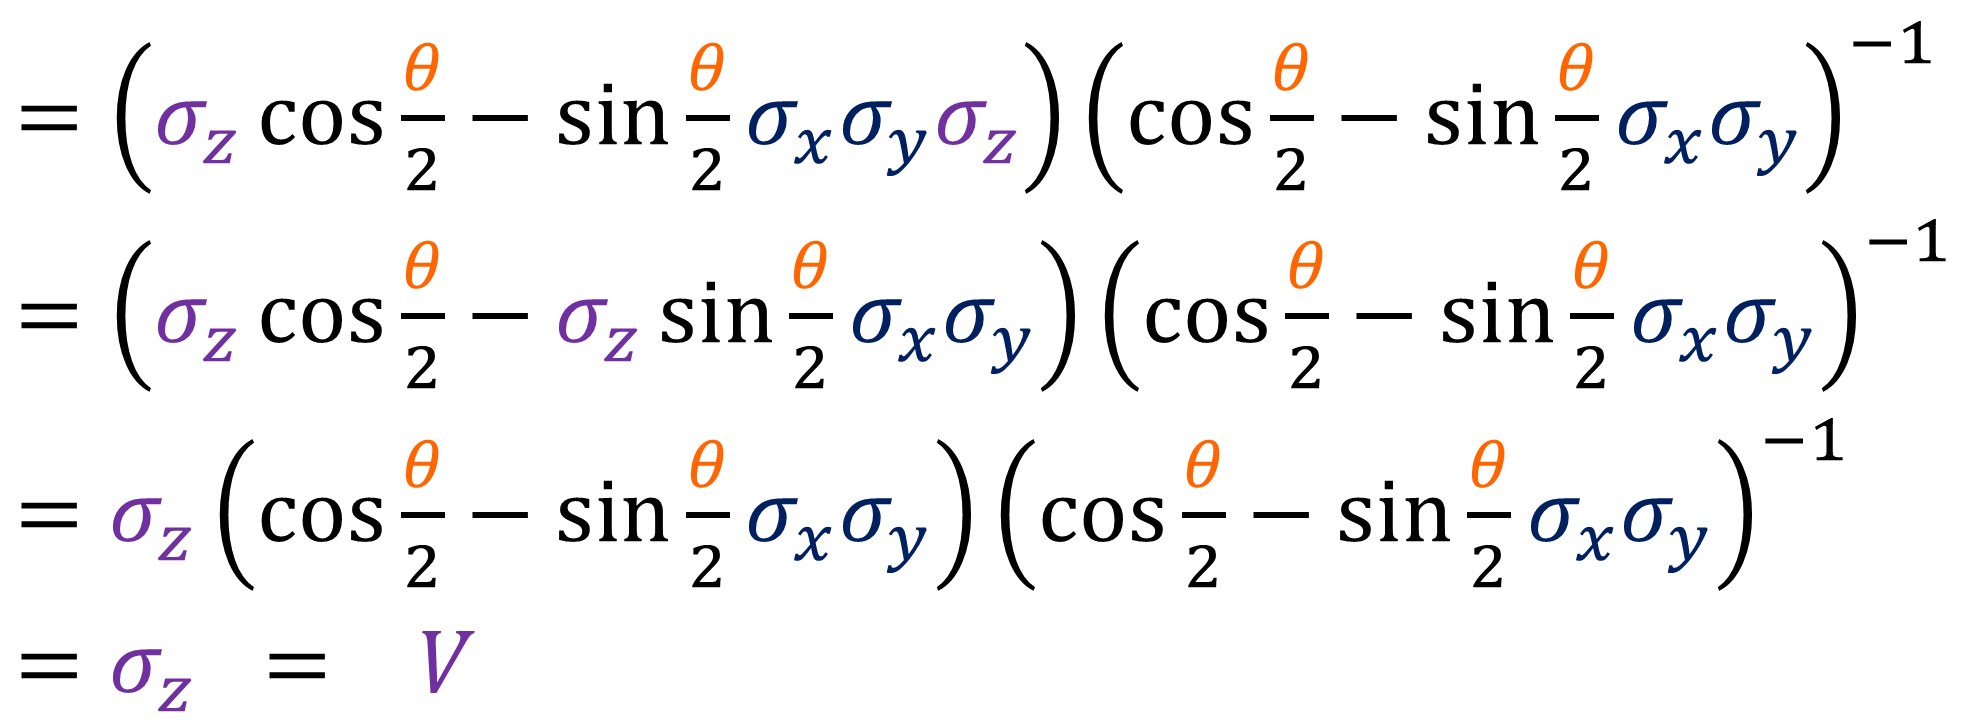 = (σ_z cos θ/2 − sin θ/2 σ_x σ_y σ_z) (cos θ/2 − sin θ/2 σ_x σ_y)^−1
= (σ_z cos θ/2 − σ_z sin θ/2 σ_x σ_y) (cos θ/2 − sin θ/2 σ_x σ_y)^−1
= σ_z (cos θ/2 − sin θ/2 σ_x σ_y) (cos θ/2 − sin θ/2 σ_x σ_y)^−1
= σ_z = V